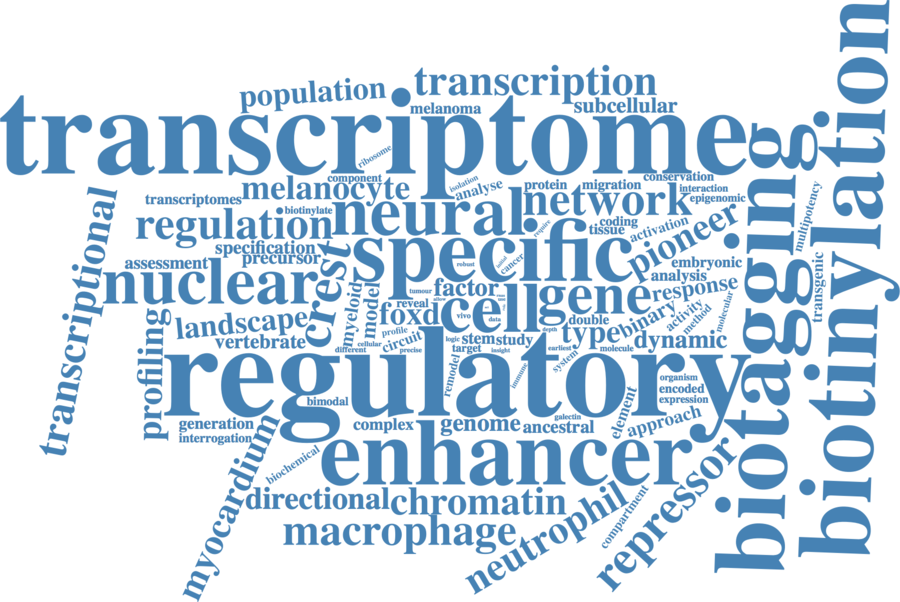 transcription
population
melanoma
subcellular
transcriptome
biotinylation
biotagging
ribosome
component
isolation
conservation
melanocyte
analyse
protein
migration
interaction
transcriptomes
biotinylate
neural
network
epigenomic
multipotency
regulation
require
coding
tissue
activation
pioneer
specification
crest
specific
precursor
assessment
robust
cancer
embryonic
transcriptional
nuclear
myeloid
model
tumour
factor
cell
gene
response
analysis
transgenic
reveal
allow
foxd
vivo
data
double
binary
activity
method
molecular
landscape
profile
circuit
depth
type
vertebrate
logic
stem
study
dynamic
different
cellular
precise
target
insight
earliest
molecule
system
profiling
regulatory
remodel
immune
organism
encoded
expression
bimodal
element
approach
generation
complex
genome
galectin
ancestral
interrogation
myocardium
biochemical
enhancer
repressor
directional
chromatin
neutrophil
compartment
macrophage